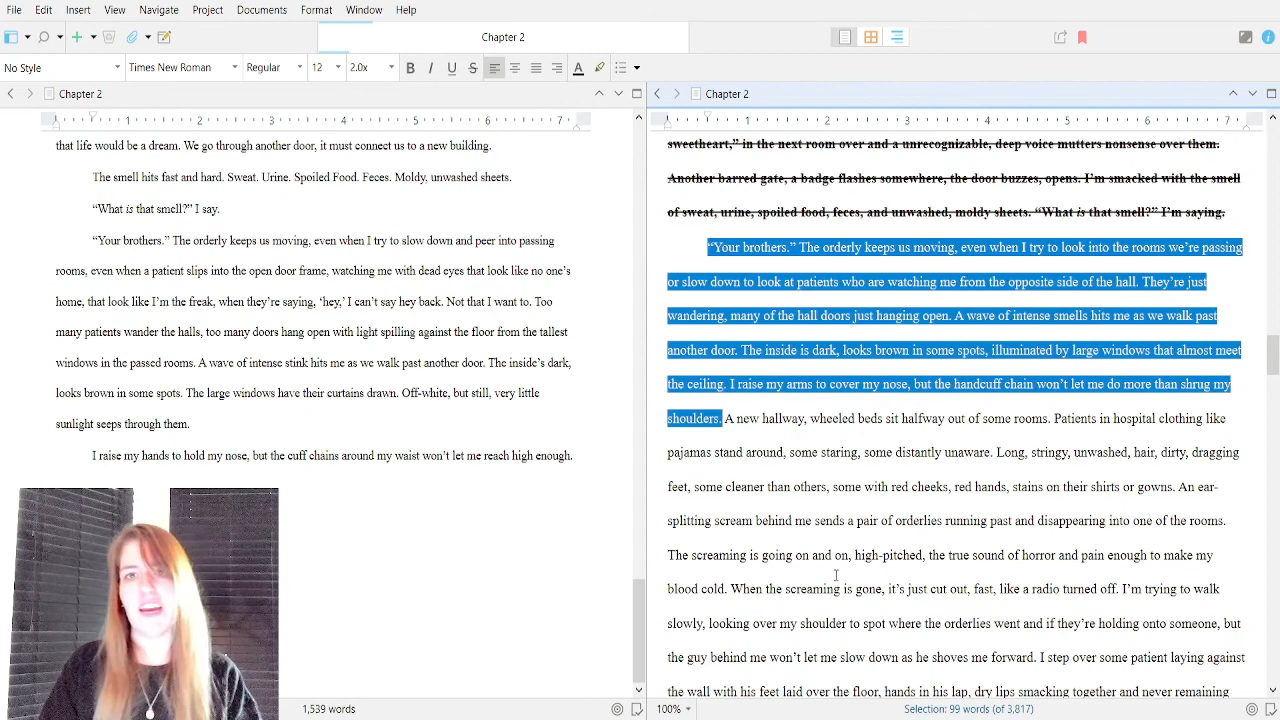 File Edit Insert View Navigate Project Documents Format Window Help
Chapter 2
No Style Times New Roman Regular 12 2.0x B I U S A
Chapter 2
1 2 3 4 5 6 7
that life would be a dream. We go through another door, it must connect us to a new building.
The smell hits fast and hard. Sweat. Urine. Spoiled Food. Feces. Moldy, unwashed sheets.
“What is that smell?” I say.
“Your brothers.” The orderly keeps us moving, even when I try to slow down and peer into passing
rooms, even when a patient slips into the open door frame, watching me with dead eyes that look like no one’s
home, that look like I’m the freak, when they’re saying, ‘hey,’ I can’t say hey back. Not that I want to. Too
many patients wander the halls, too many doors hang open with light spilling against the floor from the tallest
windows in the passed rooms. A wave of intense stink hits me as we walk past another door. The inside’s dark,
looks brown in some spots. The large windows have their curtains drawn. Off-white, but still, very little
sunlight seeps through them.
I raise my hands to hold my nose, but the cuff chains around my waist won’t let me reach high enough.
1,539 words
Chapter 2
1 2 3 4 5 6 7
sweetheart,” in the next room over and a unrecognizable, deep voice mutters nonsense over them.
Another barred gate, a badge flashes somewhere, the door buzzes, opens. I’m smacked with the smell
of sweat, urine, spoiled food, feces, and unwashed, moldy sheets. “What is that smell?” I’m saying.
“Your brothers.” The orderly keeps us moving, even when I try to look into the rooms we’re passing
or slow down to look at patients who are watching me from the opposite side of the hall. They’re just
wandering, many of the hall doors just hanging open. A wave of intense smells hits me as we walk past
another door. The inside is dark, looks brown in some spots, illuminated by large windows that almost meet
the ceiling. I raise my arms to cover my nose, but the handcuff chain won’t let me do more than shrug my
shoulders. A new hallway, wheeled beds sit halfway out of some rooms. Patients in hospital clothing like
pajamas stand around, some staring, some distantly unaware. Long, stringy, unwashed, hair, dirty, dragging
feet, some cleaner than others, some with red cheeks, red hands, stains on their shirts or gowns. An ear-
splitting scream behind me sends a pair of orderlies running past and disappearing into one of the rooms.
The screaming is going on and on, high-pitched, the true sound of horror and pain enough to make my
blood cold. When the screaming is gone, it’s just cut out, fast, like a radio turned off. I’m trying to walk
slowly, looking over my shoulder to spot where the orderlies went and if they’re holding onto someone, but
the guy behind me won’t let me slow down as he shoves me forward. I step over some patient laying against
the wall with his feet laid over the floor, hands in his lap, dry lips smacking together and never remaining
100% Selection: 99 words (of 3,817)